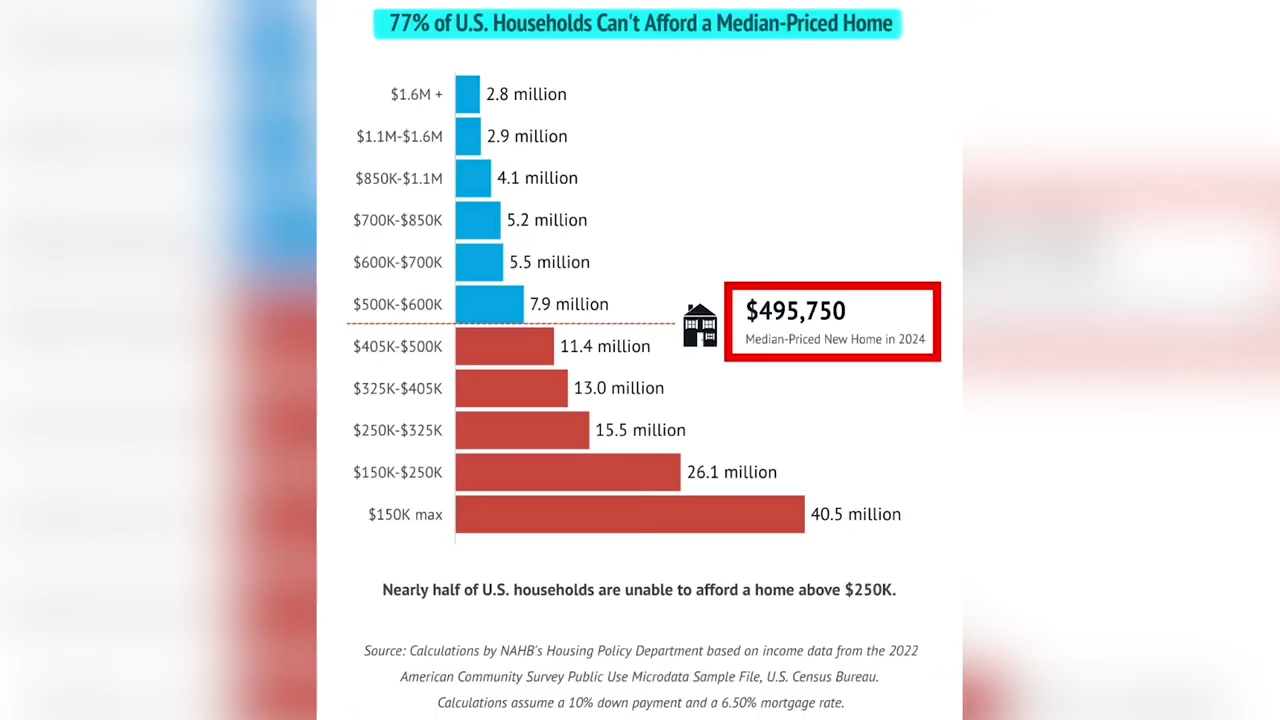 77% of U.S. Households Can't Afford a Median-Priced Home
$1.6M + 2.8 million
$1.1M-$1.6M 2.9 million
$850K-$1.1M 4.1 million
$700K-$850K 5.2 million
$600K-$700K 5.5 million
$500K-$600K 7.9 million
$495,750
Median-Priced New Home in 2024
$405K-$500K 11.4 million
$325K-$405K 13.0 million
$250K-$325K 15.5 million
$150K-$250K 26.1 million
$150K max 40.5 million
Nearly half of U.S. households are unable to afford a home above $250K.
Source: Calculations by NAHB's Housing Policy Department based on income data from the 2022
American Community Survey Public Use Microdata Sample File, U.S. Census Bureau.
Calculations assume a 10% down payment and a 6.50% mortgage rate.